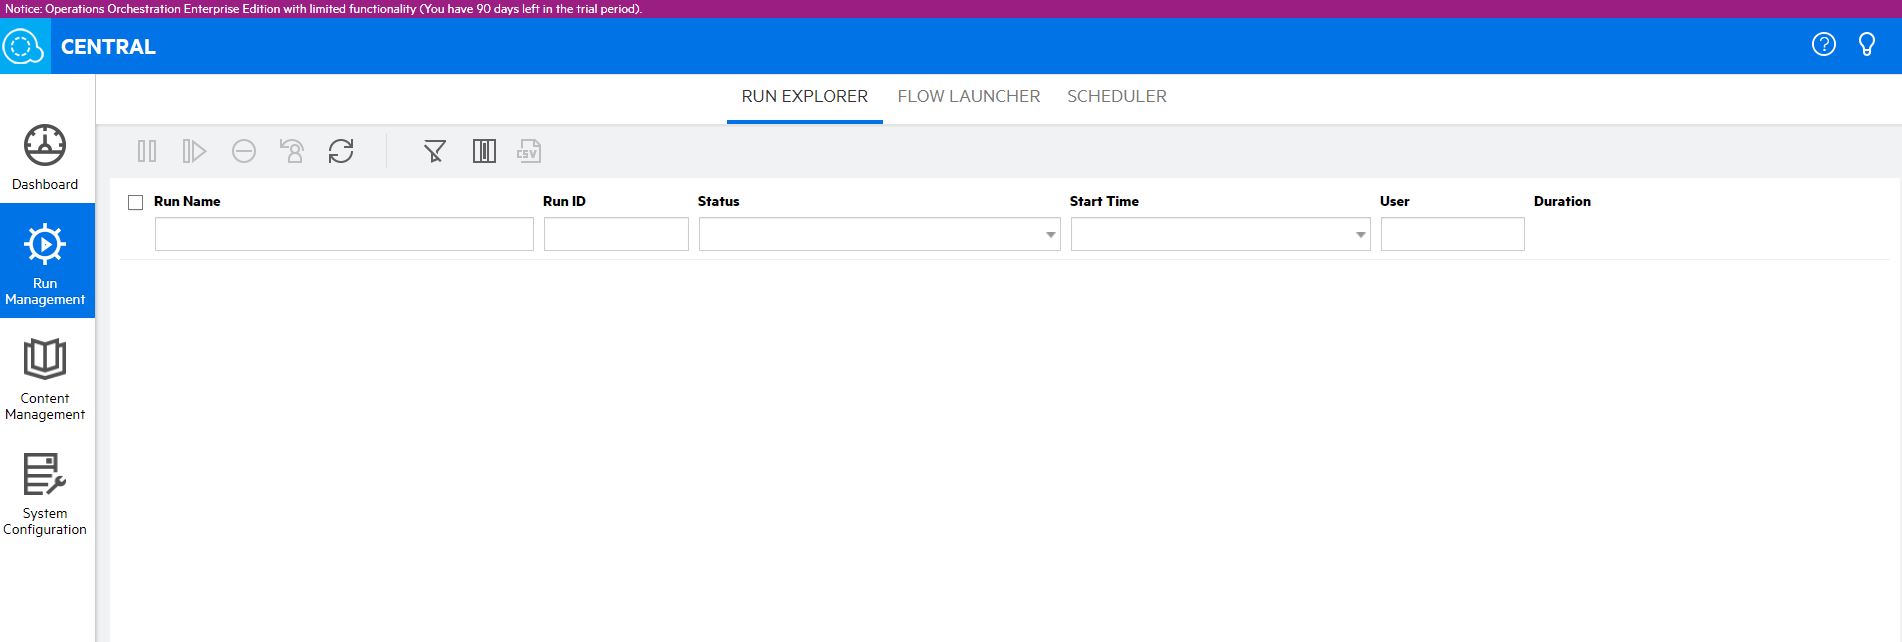 Notice: Operations Orchestration Enterprise Edition with limited functionality (You have 90 days left in the trial period).
CENTRAL
?
RUN EXPLORER FLOW LAUNCHER SCHEDULER
CSV
Dashboard
Run
Management
Content
Management
System
Configuration
Run Name Run ID Status Start Time User Duration